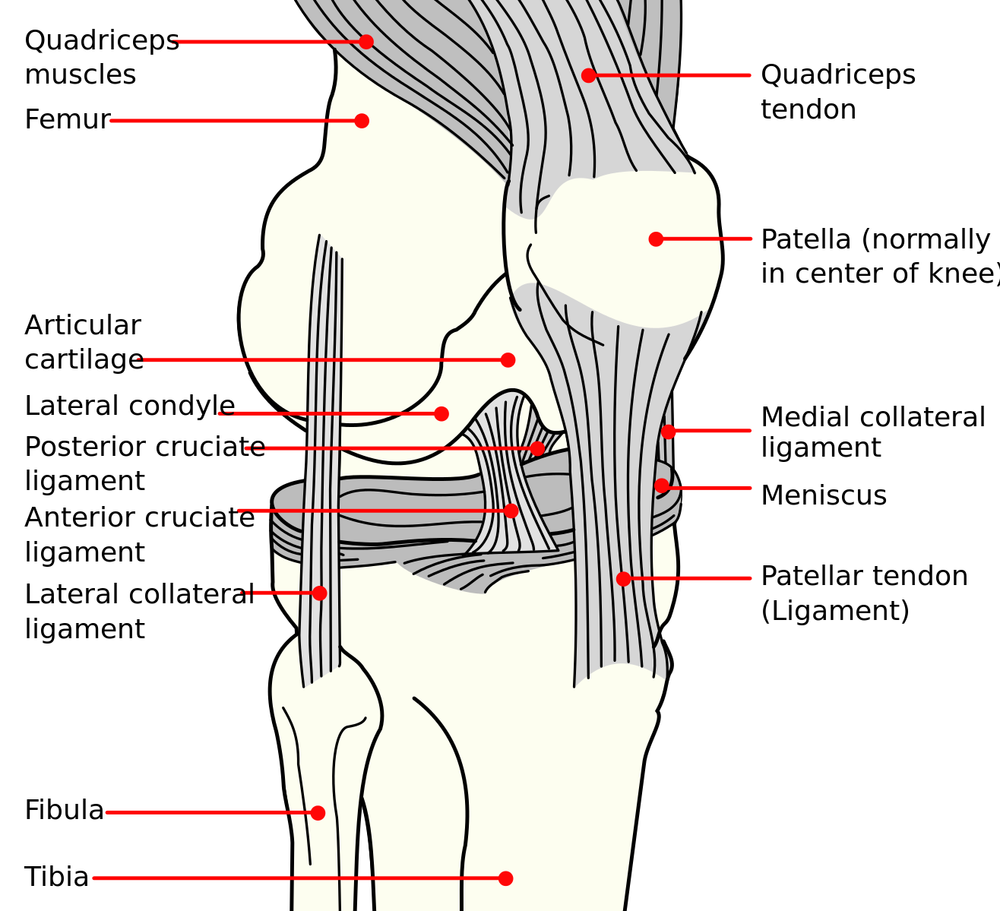 Quadriceps
muscles
Femur
Articular
cartilage
Lateral condyle
Posterior cruciate
ligament
Anterior cruciate
ligament
Lateral collateral
ligament
Fibula
Tibia
Quadriceps
tendon
Patella (normally
in center of knee)
Medial collateral
ligament
Meniscus
Patellar tendon
(Ligament)